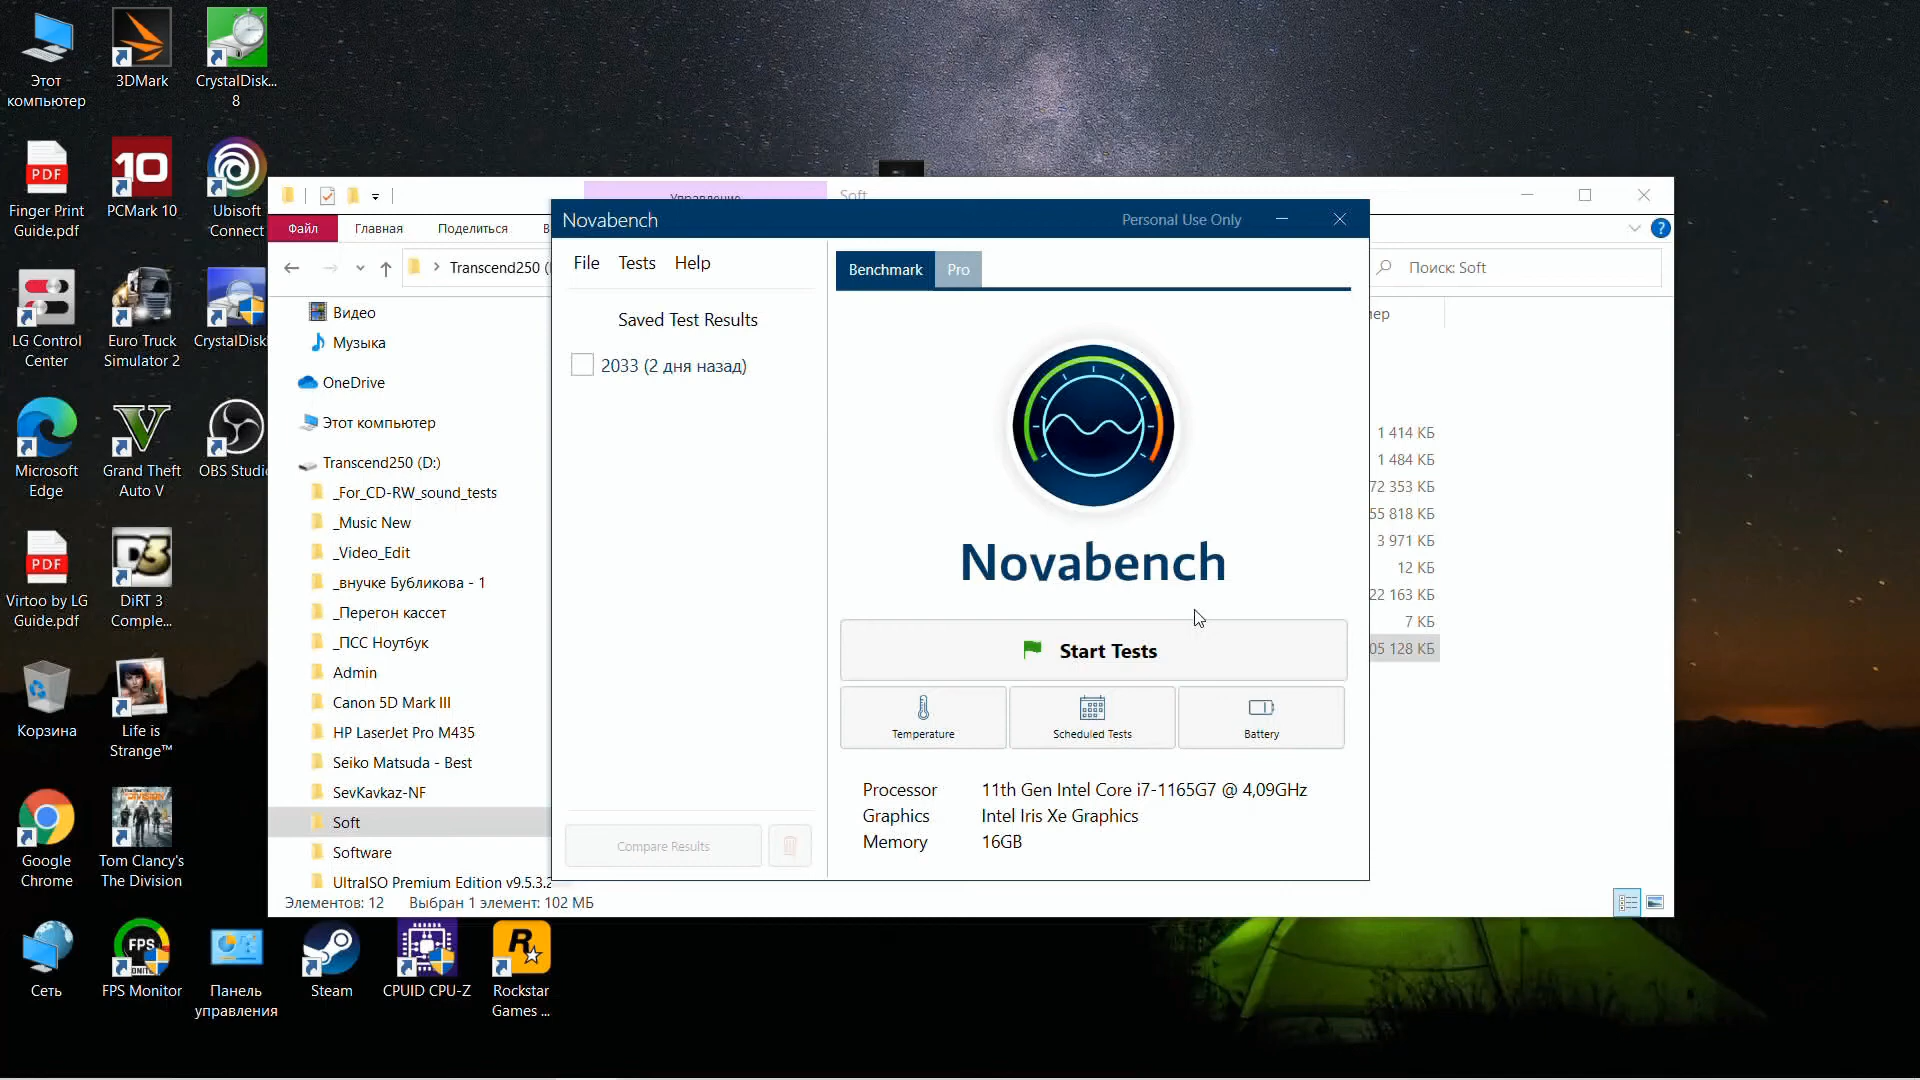 Этот
компьютер
3DMark
CrystalDisk...
8
Finger Print
Guide.pdf
PCMark 10
Ubisoft
Connect
LG Control
Center
Euro Truck
Simulator 2
Microsoft
Edge
Grand Theft
Auto V
Virtoo by LG
Guide.pdf
DiRT 3
Comple...
Корзина
Life is
Strange™
Google
Chrome
Tom Clancy's
The Division
Сеть
FPS Monitor
Панель
управления
Steam
CPUID CPU-Z
Rockstar
Games ...
PDF
10
PDF
D3
FPS
Управление
Soft
Файл
Главная
Поделиться
Transcend250 (
Поиск: Soft
Видео
Музыка
OneDrive
Этот компьютер
Transcend250 (D:)
_For_CD-RW_sound_tests
_Music New
_Video_Edit
_внучке Бубликова - 1
_Перегон кассет
_ПСС Ноутбук
Admin
Canon 5D Mark III
HP LaserJet Pro M435
Seiko Matsuda - Best
SevKavkaz-NF
Soft
Software
UltraISO Premium Edition v9.5.3.2
Элементов: 12
Выбран 1 элемент: 102 МБ
1 414 КБ
1 484 КБ
72 353 КБ
55 818 КБ
3 971 КБ
12 КБ
22 163 КБ
7 КБ
05 128 КБ
Novabench
Personal Use Only
File Tests Help
Saved Test Results
2033 (2 дня назад)
Compare Results
Benchmark
Pro
Novabench
Start Tests
Temperature
Scheduled Tests
Battery
Processor 11th Gen Intel Core i7-1165G7 @ 4,09GHz
Graphics Intel Iris Xe Graphics
Memory 16GB